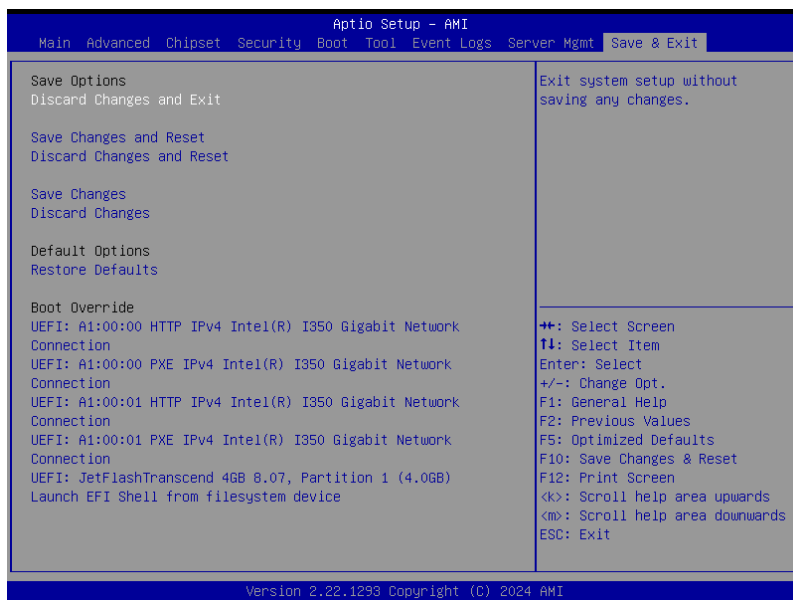 Aptio Setup – AMI
Main Advanced Chipset Security Boot Tool Event Logs Server Mgmt Save & Exit
Save Options
Discard Changes and Exit
Save Changes and Reset
Discard Changes and Reset
Save Changes
Discard Changes
Default Options
Restore Defaults
Boot Override
UEFI: A1:00:00 HTTP IPv4 Intel(R) I350 Gigabit Network
Connection
UEFI: A1:00:00 PXE IPv4 Intel(R) I350 Gigabit Network
Connection
UEFI: A1:00:01 HTTP IPv4 Intel(R) I350 Gigabit Network
Connection
UEFI: A1:00:01 PXE IPv4 Intel(R) I350 Gigabit Network
Connection
UEFI: JetFlashTranscend 4GB 8.07, Partition 1 (4.0GB)
Launch EFI Shell from filesystem device
Exit system setup without
saving any changes.
→←: Select Screen
↑↓: Select Item
Enter: Select
+/-: Change Opt.
F1: General Help
F2: Previous Values
F5: Optimized Defaults
F10: Save Changes & Reset
F12: Print Screen
<k>: Scroll help area upwards
<m>: Scroll help area downwards
ESC: Exit
Version 2.22.1293 Copyright (C) 2024 AMI